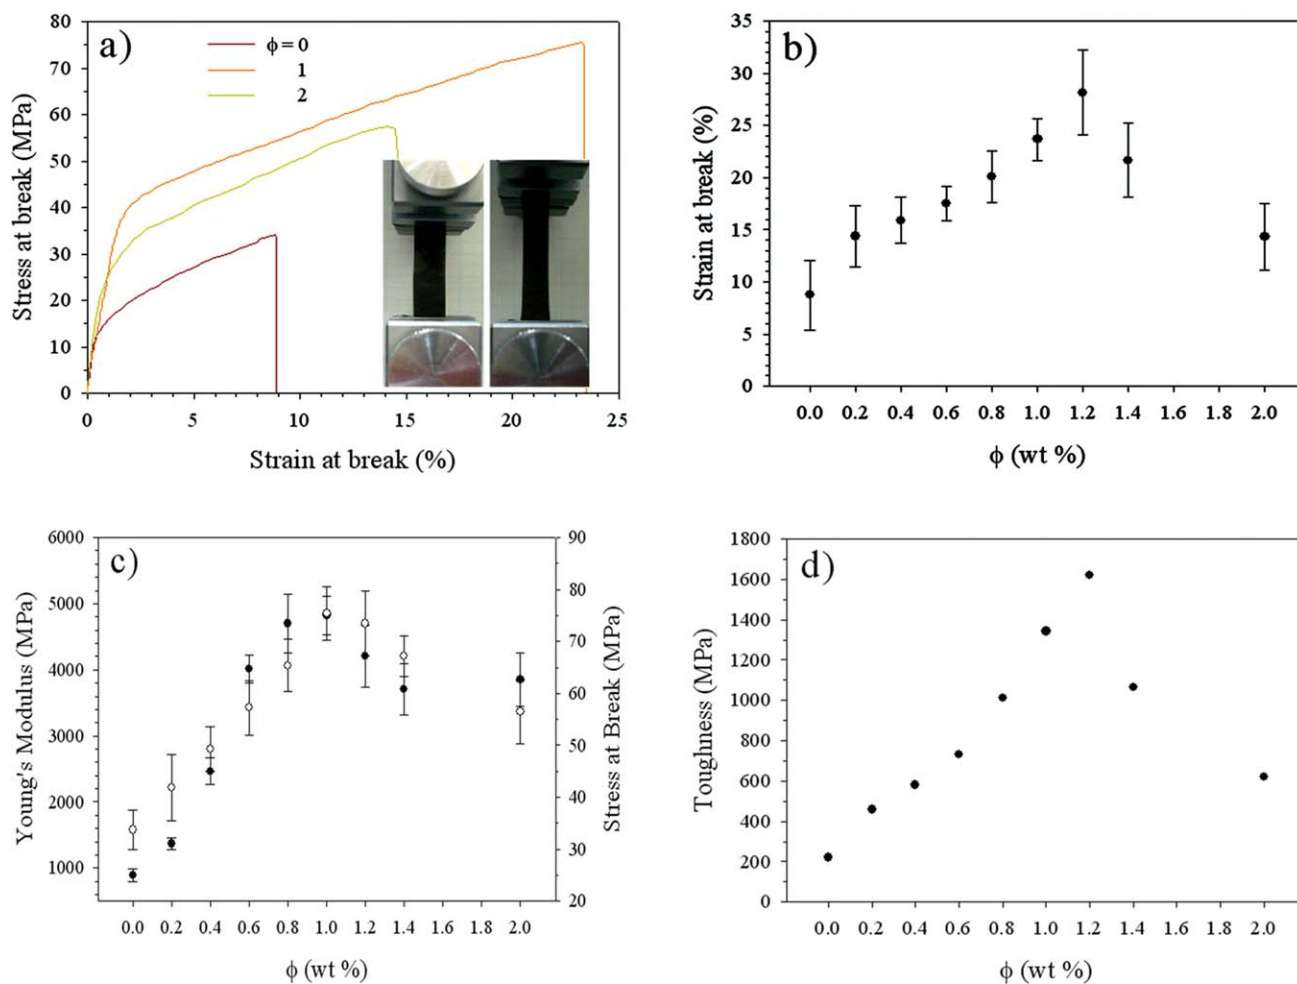 a)
ϕ = 0
1
2
80
70
60
50
40
30
20
10
0
Stress at break (MPa)
0 5 10 15 20 25
Strain at break (%)
b)
35
30
25
20
15
10
5
0
Strain at break (%)
0.0 0.2 0.4 0.6 0.8 1.0 1.2 1.4 1.6 1.8 2.0
ϕ (wt %)
c)
6000
5000
4000
3000
2000
1000
Young's Modulus (MPa)
90
80
70
60
50
40
30
20
Stress at Break (MPa)
0.0 0.2 0.4 0.6 0.8 1.0 1.2 1.4 1.6 1.8 2.0
ϕ (wt %)
d)
1800
1600
1400
1200
1000
800
600
400
200
0
Toughness (MPa)
0.0 0.2 0.4 0.6 0.8 1.0 1.2 1.4 1.6 1.8 2.0
ϕ (wt %)